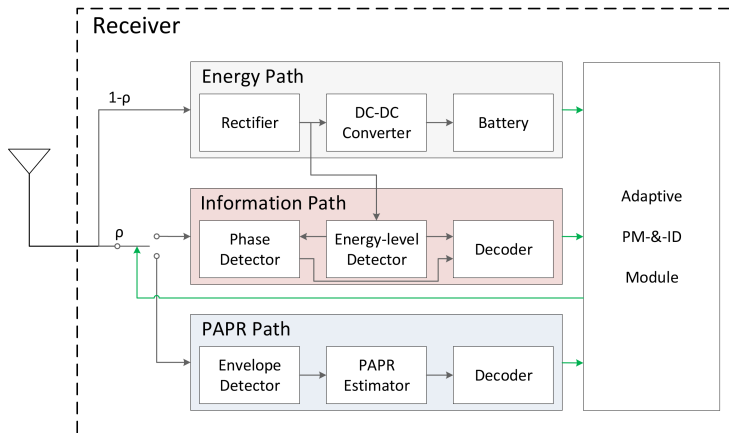 Receiver
Energy Path
1-ρ
Rectifier
DC-DC
Converter
Battery
Information Path
ρ
Phase
Detector
Energy-level
Detector
Decoder
Adaptive
PM-&-ID
Module
PAPR Path
Envelope
Detector
PAPR
Estimator
Decoder